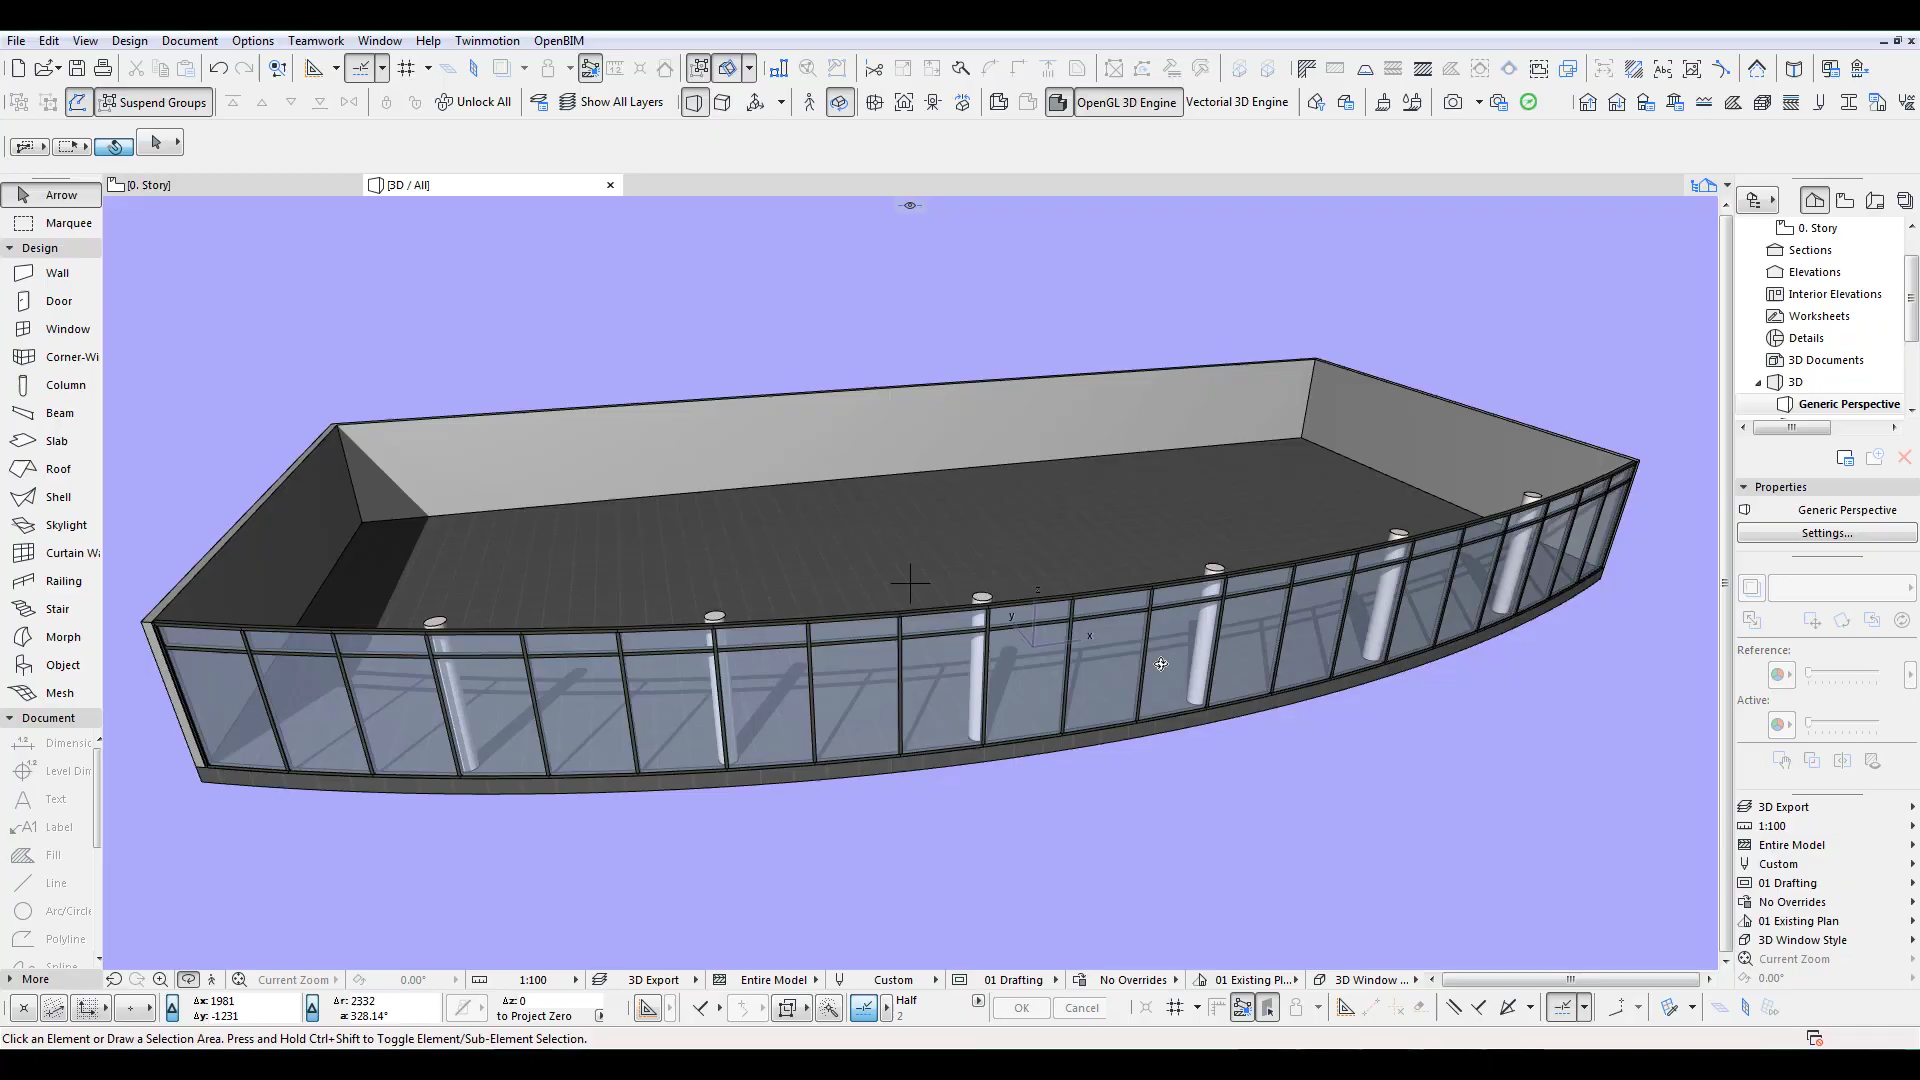 File Edit View Design Document Options Teamwork Window Help Twinmotion OpenBIM
Suspend Groups Unlock All Show All Layers OpenGL 3D Engine Vectorial 3D Engine
[0. Story] [3D / All]
Arrow
Marquee
Design
Wall
Door
Window
Corner-Wi
Column
Beam
Slab
Roof
Shell
Skylight
Curtain Wa
Railing
Stair
Morph
Object
Mesh
Document
Dimensio
Level Dim
Text
A1 Label
Fill
Line
Arc/Circle
Polyline
Spline
More
z
y
x
0. Story
Sections
Elevations
Interior Elevations
Worksheets
Details
3D Documents
3D
Generic Perspective
Properties
Generic Perspective
Settings...
Reference:
Active:
3D Export
1:100
Entire Model
Custom
01 Drafting
No Overrides
01 Existing Plan
3D Window Style
Current Zoom
0.00°
Current Zoom 0.00° 1:100 3D Export Entire Model Custom 01 Drafting No Overrides 01 Existing Pl... 3D Window ...
Δx: 1981 Δr: 2332 Δz: 0 Half
Δy: -1231 a: 328.14° to Project Zero 2
OK Cancel
Click an Element or Draw a Selection Area. Press and Hold Ctrl+Shift to Toggle Element/Sub-Element Selection.